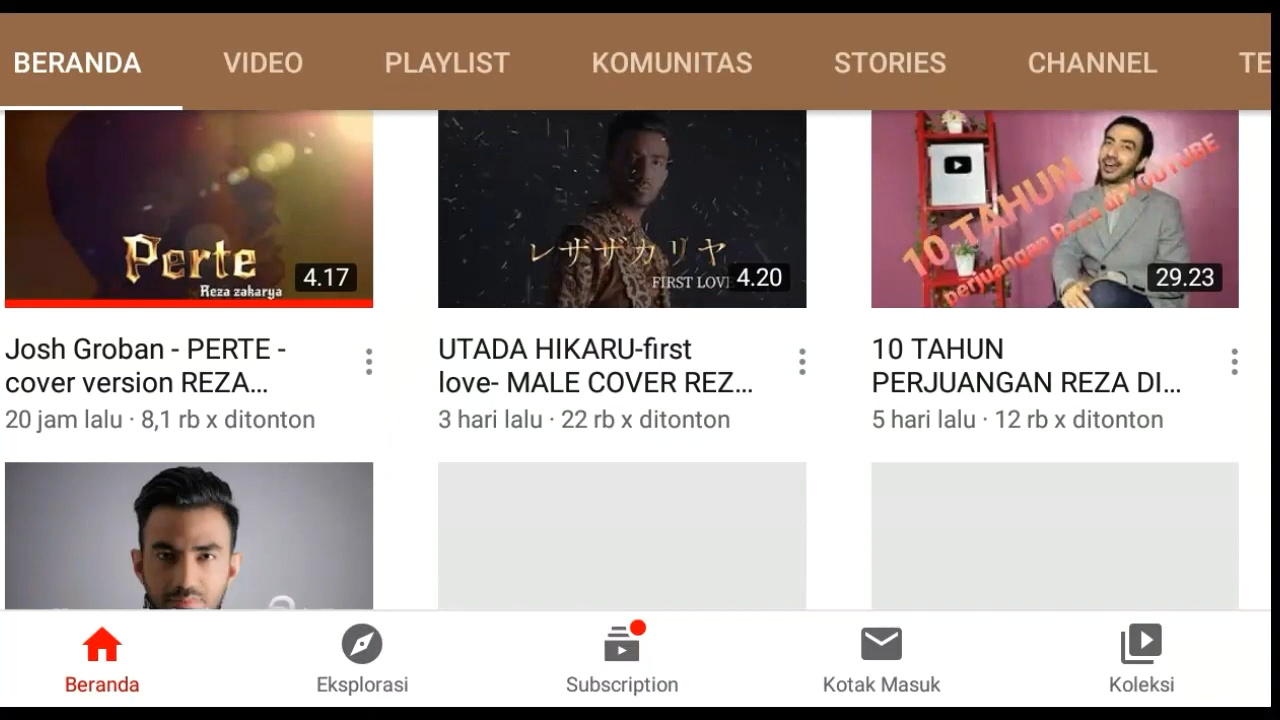 BERANDA
VIDEO
PLAYLIST
KOMUNITAS
STORIES
CHANNEL
TE
Perte
Reza zakarya
4.17
レザザカリヤ
FIRST LOV
4.20
10 TAHUN
perjuangan Reza di YOUTUBE
29.23
Josh Groban - PERTE -
cover version REZA...
20 jam lalu · 8,1 rb x ditonton
UTADA HIKARU-first
love- MALE COVER REZ...
3 hari lalu · 22 rb x ditonton
10 TAHUN
PERJUANGAN REZA DI...
5 hari lalu · 12 rb x ditonton
Beranda
Eksplorasi
Subscription
Kotak Masuk
Koleksi